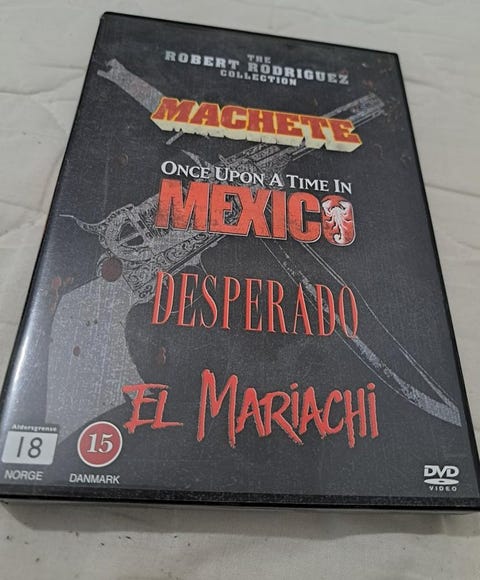 THE
ROBERT RODRIGUEZ
COLLECTION
MACHETE
ONCE UPON A TIME IN
MEXICO
DESPERADO
EL MARIACHI
Aldersgrense
18
NORGE
15
DANMARK
DVD
VIDEO